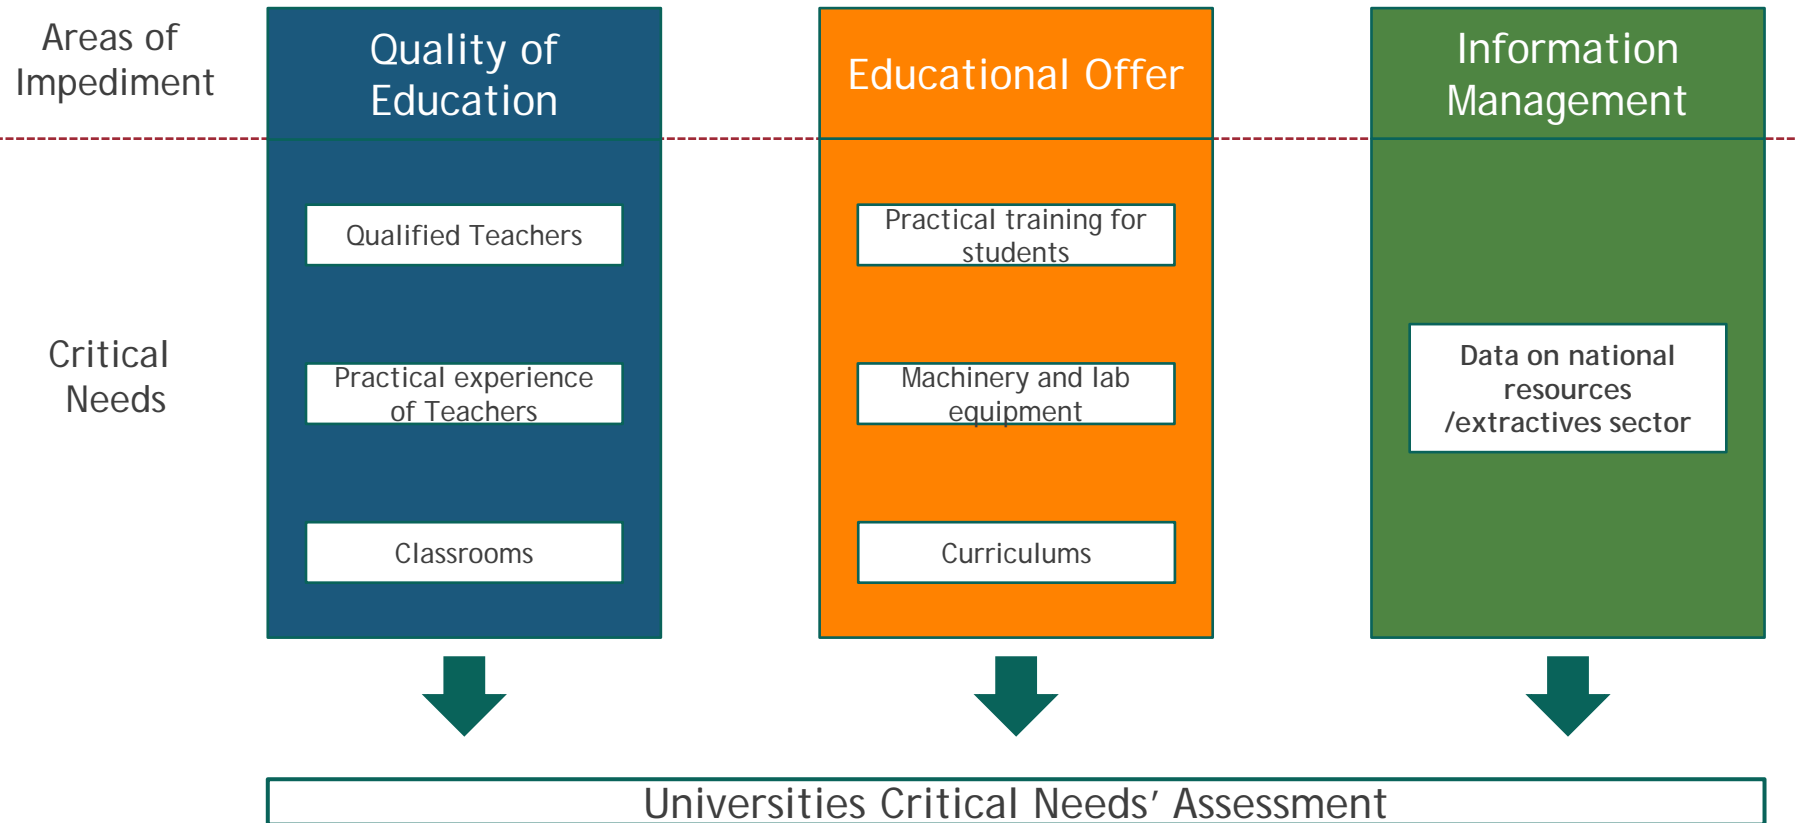 Areas of
Impediment
Quality of
Education
Educational Offer
Information
Management
Critical
Needs
Qualified Teachers
Practical experience
of Teachers
Classrooms
Practical training for
students
Machinery and lab
equipment
Curriculums
Data on national
resources
/extractives sector
Universities Critical Needs’ Assessment